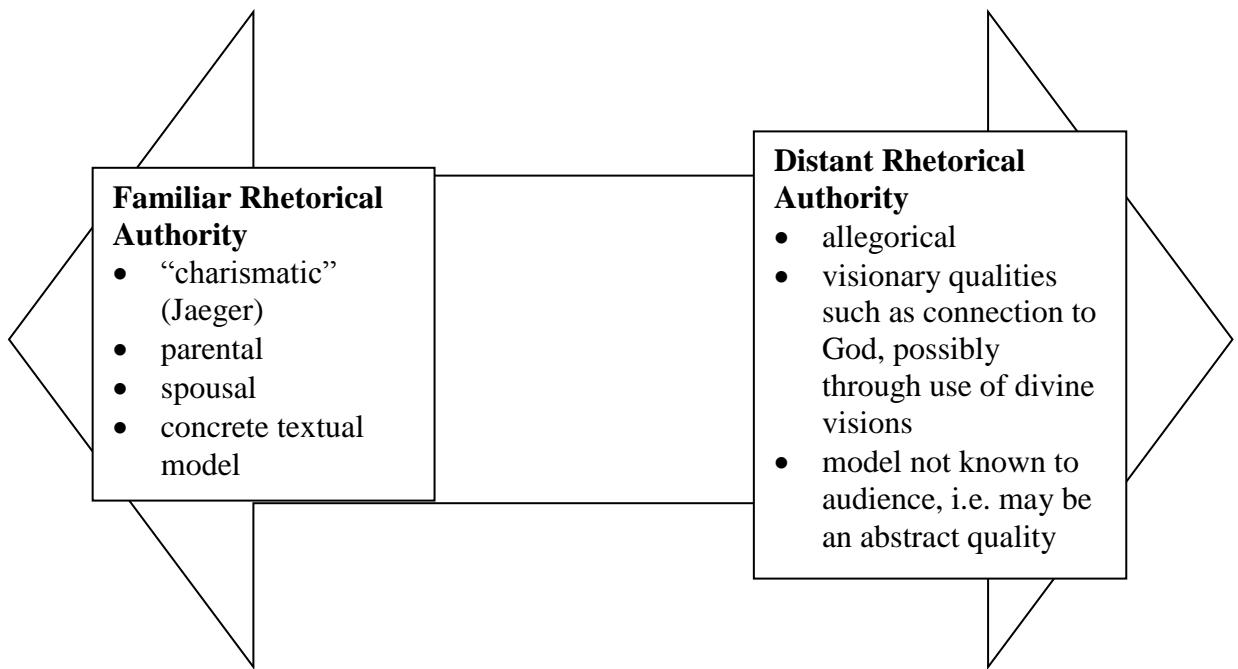 Familiar Rhetorical
Authority
• “charismatic”
(Jaeger)
• parental
• spousal
• concrete textual
model
Distant Rhetorical
Authority
• allegorical
• visionary qualities
such as connection to
God, possibly
through use of divine
visions
• model not known to
audience, i.e. may be
an abstract quality